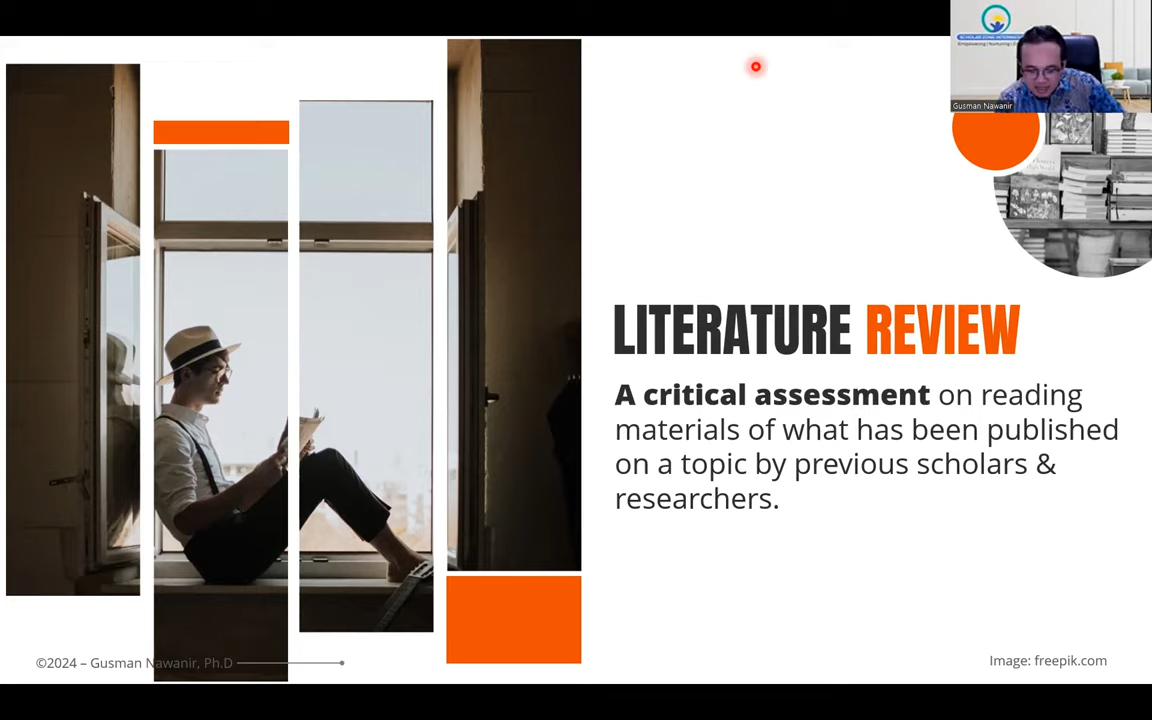 Gusman Nawanir
LITERATURE REVIEW
A critical assessment on reading
materials of what has been published
on a topic by previous scholars &
researchers.
©2024 – Gusman Nawanir, Ph.D
Image: freepik.com